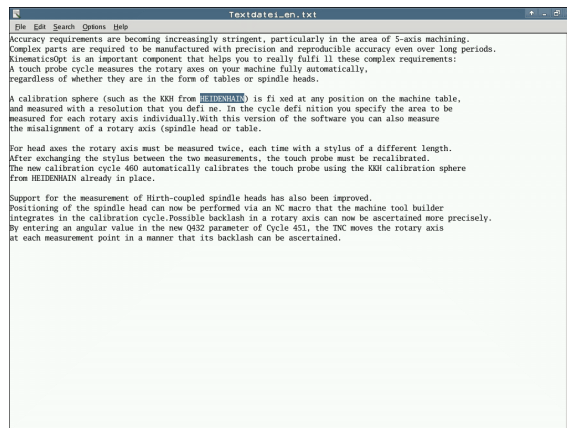 Textdatei_en.txt
File Edit Search Options Help
Accuracy requirements are becoming increasingly stringent, particularly in the area of 5-axis machining.
Complex parts are required to be manufactured with precision and reproducible accuracy even over long periods.
KinematicsOpt is an important component that helps you to really fulfi ll these complex requirements:
A touch probe cycle measures the rotary axes on your machine fully automatically,
regardless of whether they are in the form of tables or spindle heads.
A calibration sphere (such as the KKH from HEIDENHAIN) is fi xed at any position on the machine table,
and measured with a resolution that you defi ne. In the cycle defi nition you specify the area to be
measured for each rotary axis individually.With this version of the software you can also measure
the misalignment of a rotary axis (spindle head or table.
For head axes the rotary axis must be measured twice, each time with a stylus of a different length.
After exchanging the stylus between the two measurements, the touch probe must be recalibrated.
The new calibration cycle 460 automatically calibrates the touch probe using the KKH calibration sphere
from HEIDENHAIN already in place.
Support for the measurement of Hirth-coupled spindle heads has also been improved.
Positioning of the spindle head can now be performed via an NC macro that the machine tool builder
integrates in the calibration cycle.Possible backlash in a rotary axis can now be ascertained more precisely.
By entering an angular value in the new Q432 parameter of Cycle 451, the TNC moves the rotary axis
at each measurement point in a manner that its backlash can be ascertained.